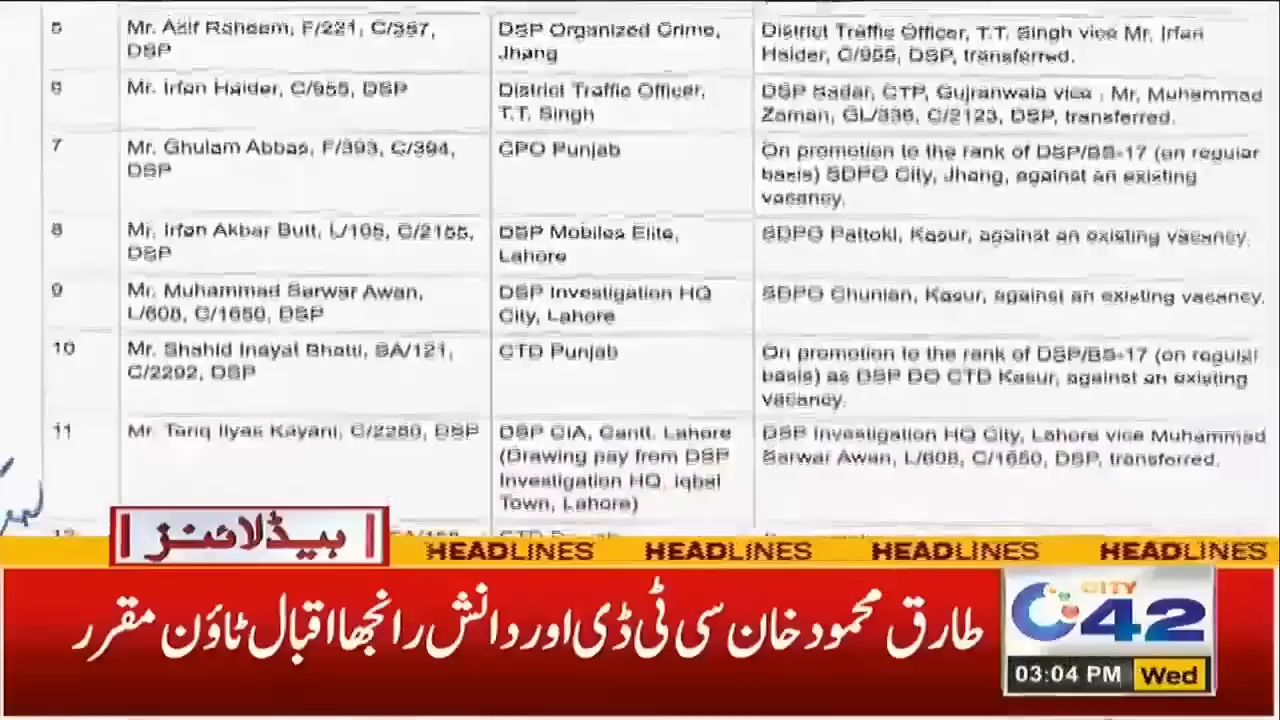 5 Mr. Azif Raheem, F/221, C/357, DSP Organized Crime, District Traffic Officer, T.T. Singh vice Mr. Irfan
DSP Jhang Haider, C/955, DSP, transferred.
6 Mr. Irfan Haider, C/955, DSP District Traffic Officer, DSP Sadar, CTP, Gujranwala vice , Mr. Muhammad
T.T. Singh Zaman, GL/336, C/2123, DSP, transferred.
7 Mr. Ghulam Abbas, F/393, C/394, CPO Punjab On promotion to the rank of DSP/BS-17 (on regular
DSP basis) SDPO City, Jhang, against an existing
vacancy.
8 Mr. Irfan Akbar Butt, L/108, C/2155, DSP Mobiles Elite, SDPO Pattoki, Kasur, against an existing vacancy.
DSP Lahore
9 Mr. Muhammad Sarwar Awan, DSP Investigation HQ SDPO Chunian, Kasur, against an existing vacancy.
L/608, C/1650, DSP City, Lahore
10 Mr. Shahid Inayat Bhatti, BA/121, CTD Punjab On promotion to the rank of DSP/BS-17 (on regular
C/2292, DSP basis) as DSP DO CTD Kasur, against an existing
vacancy.
11 Mr. Tariq Ilyas Kayani, C/2260, DSP DSP CIA, Cantt. Lahore DSP Investigation HQ City, Lahore vice Muhammad
(Drawing pay from DSP Sarwar Awan, L/608, C/1650, DSP, transferred.
Investigation HQ, Iqbal
Town, Lahore)
ہیڈلائنز
HEADLINES HEADLINES HEADLINES HEADLINES
طارق محمود خان سی ٹی ڈی اور دانش رانجھا اقبال ٹاؤن مقرر
CITY
42
03:04 PM Wed